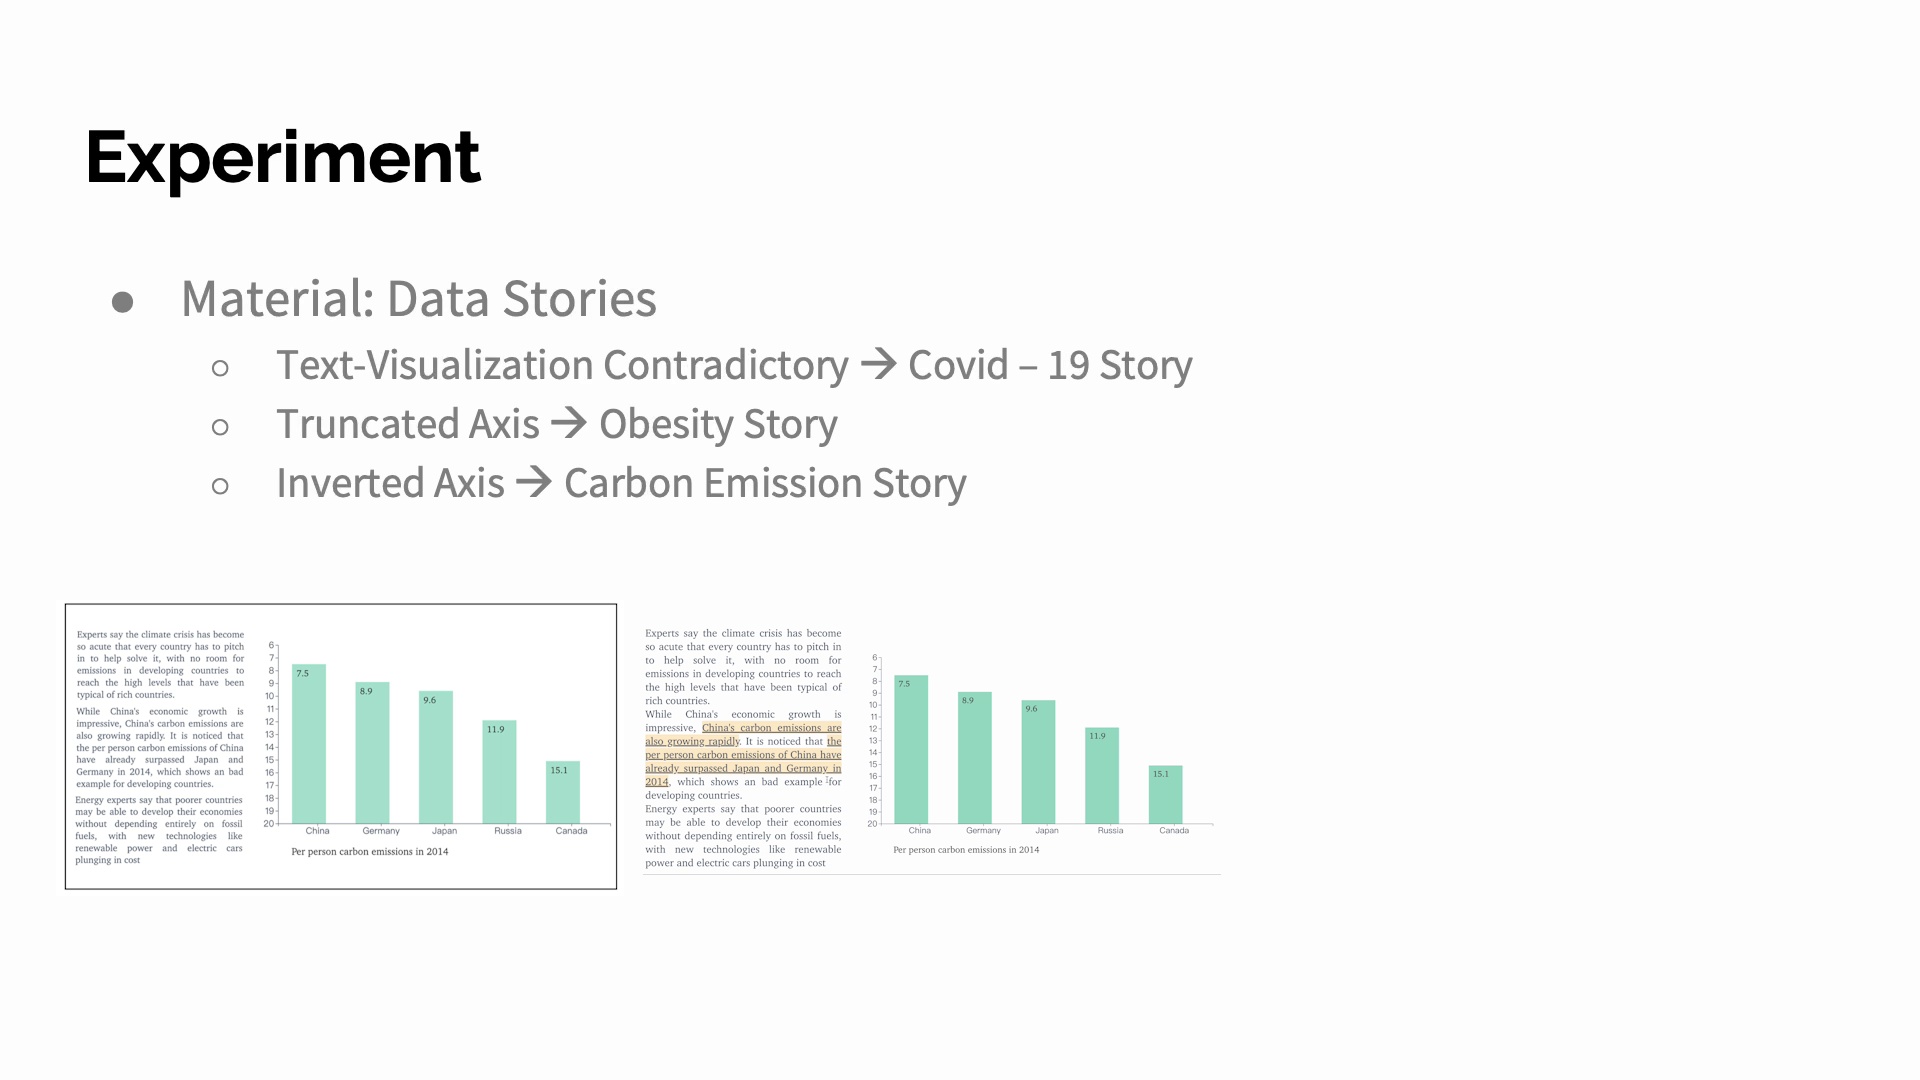 Experiment
● Material: Data Stories
○ Text-Visualization Contradictory → Covid – 19 Story
○ Truncated Axis → Obesity Story
○ Inverted Axis → Carbon Emission Story
Experts say the climate crisis has become
so acute that every country has to pitch
in to help solve it, with no room for
emissions in developing countries to
reach the high levels that have been
typical of rich countries.
While China's economic growth is
impressive, China's carbon emissions are
also growing rapidly. It is noticed that
the per person carbon emissions of China
have already surpassed Japan and
Germany in 2014, which shows an bad
example for developing countries.
Energy experts say that poorer countries
may be able to develop their economies
without depending entirely on fossil
fuels, with new technologies like
renewable power and electric cars
plunging in cost
6
7
8
9
10
11
12
13
14
15
16
17
18
19
20
7.5
8.9
9.6
11.9
15.1
China Germany Japan Russia Canada
Per person carbon emissions in 2014
Experts say the climate crisis has become
so acute that every country has to pitch in
to help solve it, with no room for
emissions in developing countries to reach
the high levels that have been typical of
rich countries.
While China's economic growth is
impressive, China's carbon emissions are
also growing rapidly. It is noticed that the
per person carbon emissions of China have
already surpassed Japan and Germany in
2014, which shows an bad example for
developing countries.
Energy experts say that poorer countries
may be able to develop their economies
without depending entirely on fossil fuels,
with new technologies like renewable
power and electric cars plunging in cost
6
7
8
9
10
11
12
13
14
15
16
17
18
19
20
7.5
8.9
9.6
11.9
15.1
China Germany Japan Russia Canada
Per person carbon emissions in 2014